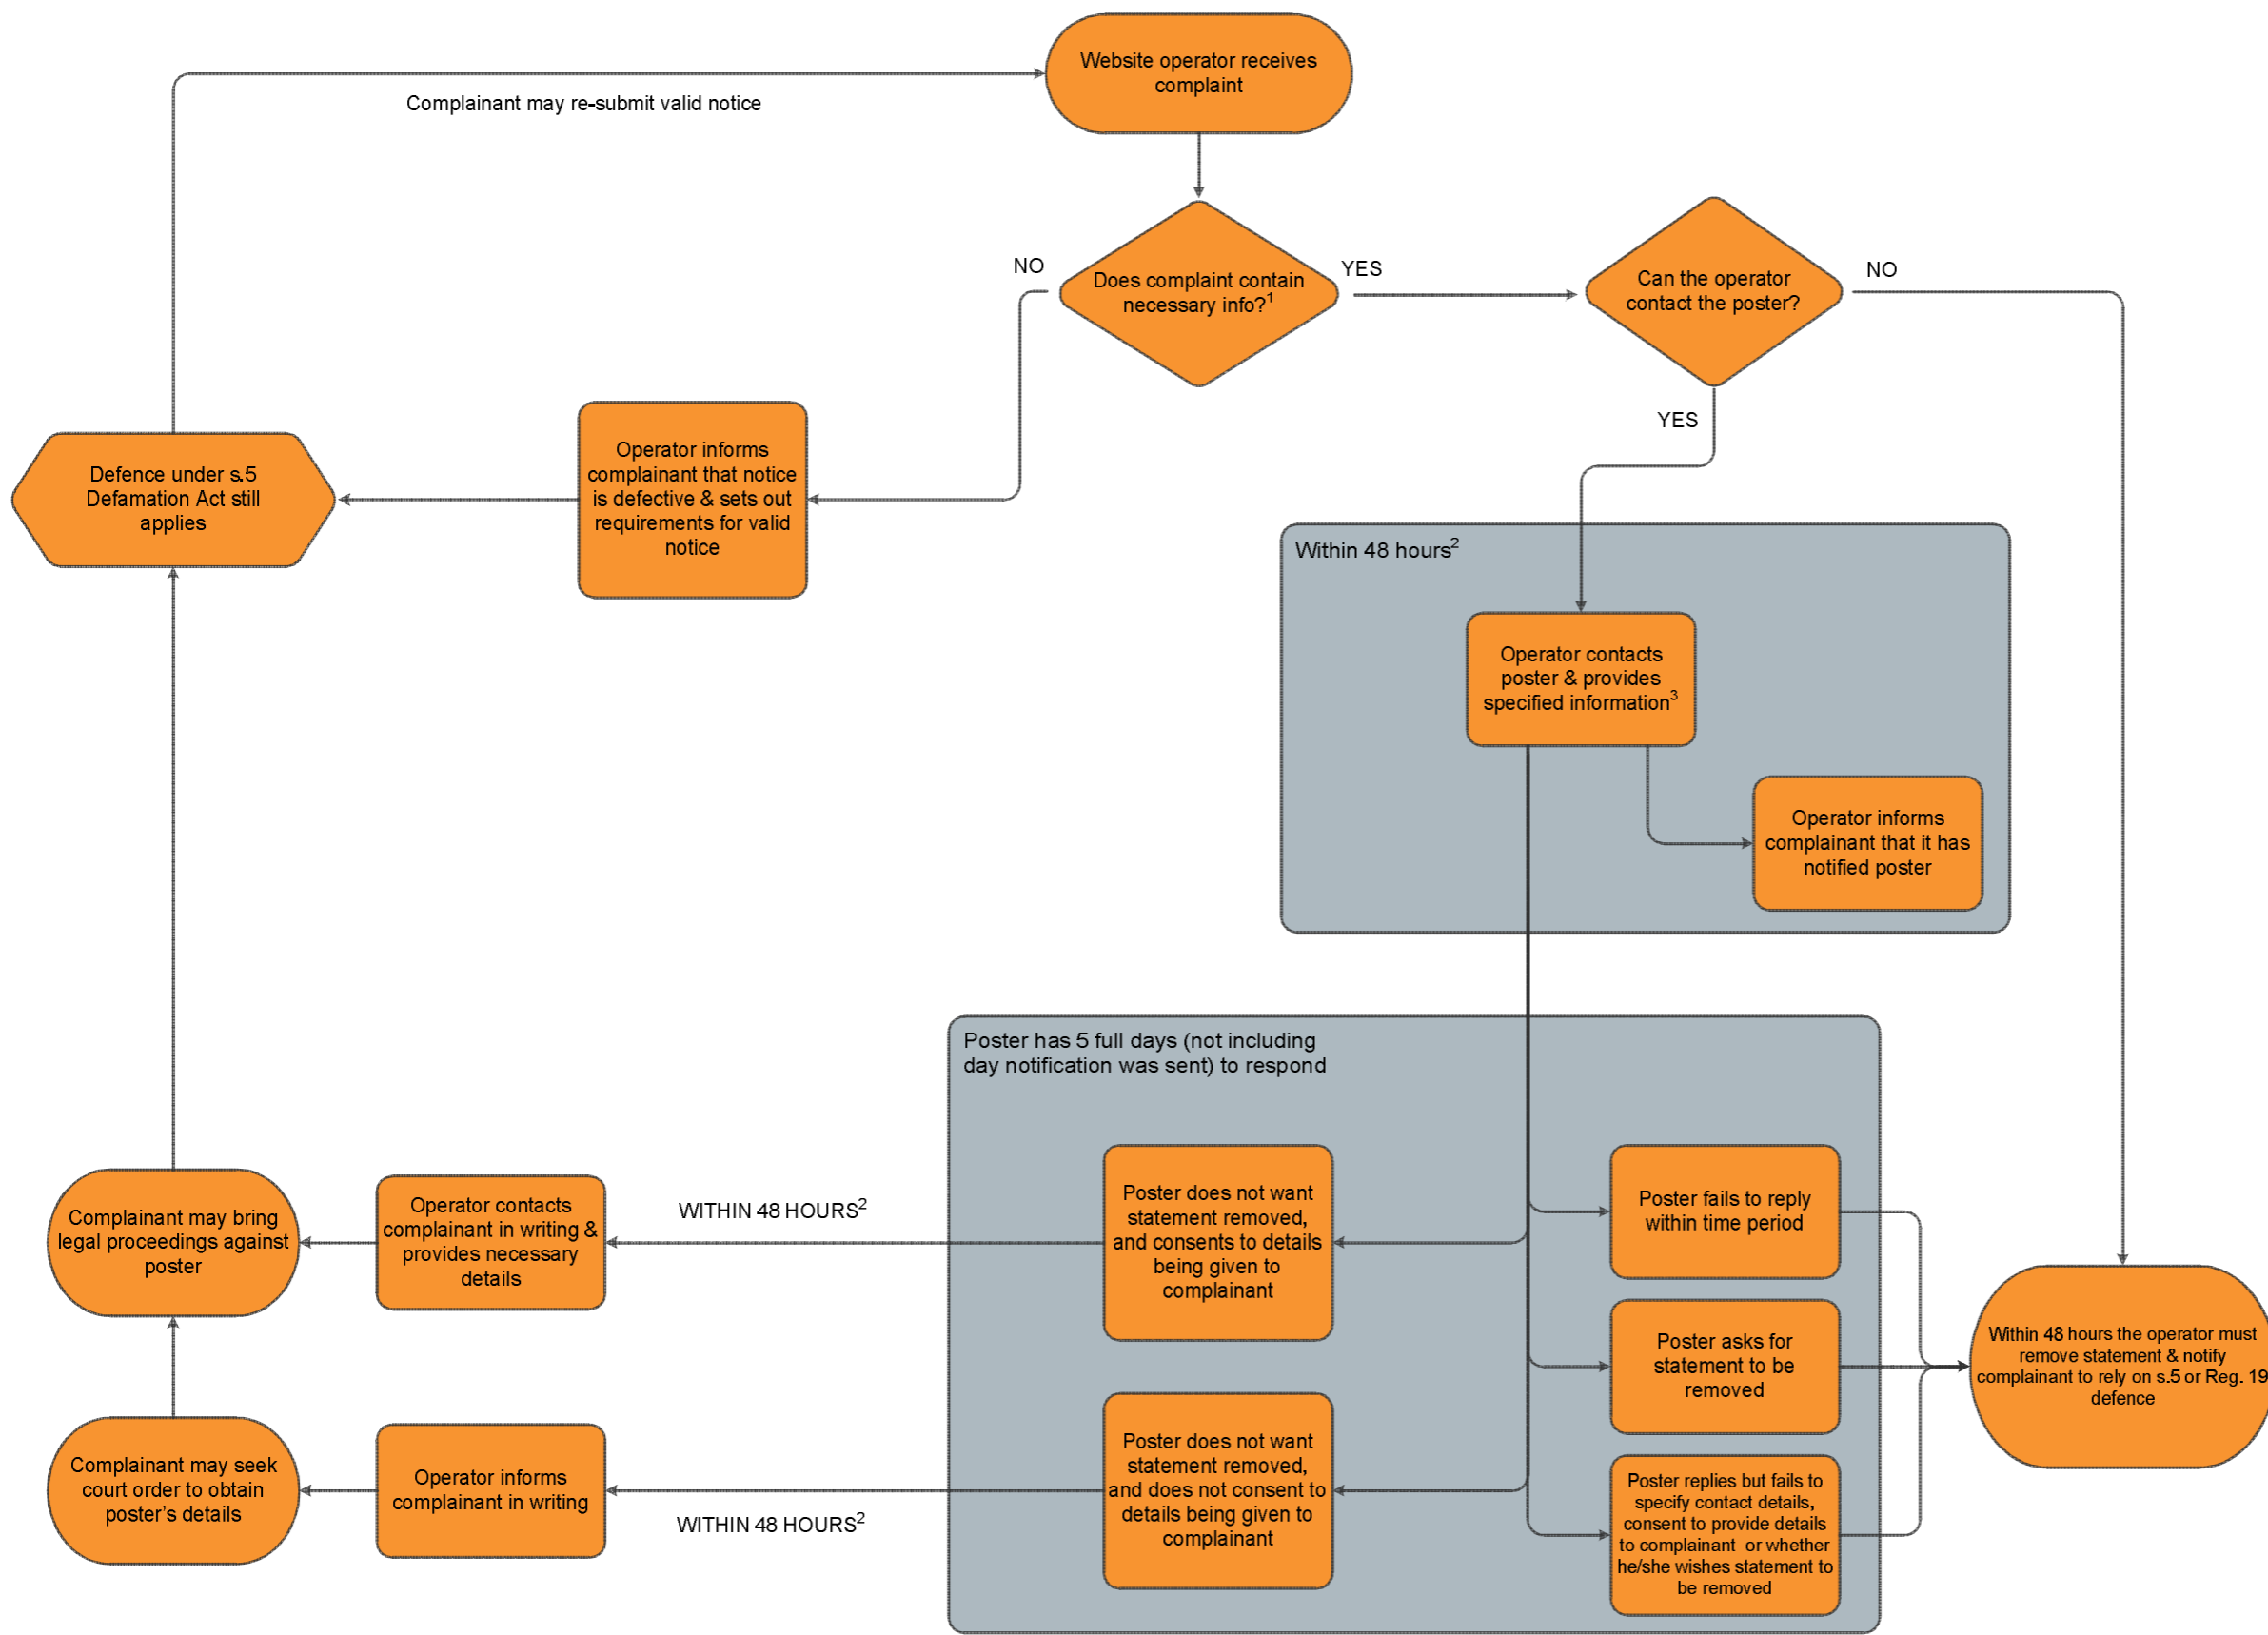 Website operator receives
complaint
Complainant may re-submit valid notice
NO
Does complaint contain
necessary info?1
YES
Can the operator
contact the poster?
NO
YES
Operator informs
complainant that notice
is defective & sets out
requirements for valid
notice
Defence under s.5
Defamation Act still
applies
Within 48 hours2
Operator contacts
poster & provides
specified information3
Operator informs
complainant that it has
notified poster
Poster has 5 full days (not including
day notification was sent) to respond
Complainant may bring
legal proceedings against
poster
Operator contacts
complainant in writing &
provides necessary
details
WITHIN 48 HOURS2
Poster does not want
statement removed,
and consents to details
being given to
complainant
Poster fails to reply
within time period
Poster asks for
statement to be
removed
Within 48 hours the operator must
remove statement & notify
complainant to rely on s.5 or Reg. 19
defence
Complainant may seek
court order to obtain
poster's details
Operator informs
complainant in writing
WITHIN 48 HOURS2
Poster does not want
statement removed,
and does not consent to
details being given to
complainant
Poster replies but fails to
specify contact details,
consent to provide details
to complainant or whether
he/she wishes statement to
be removed